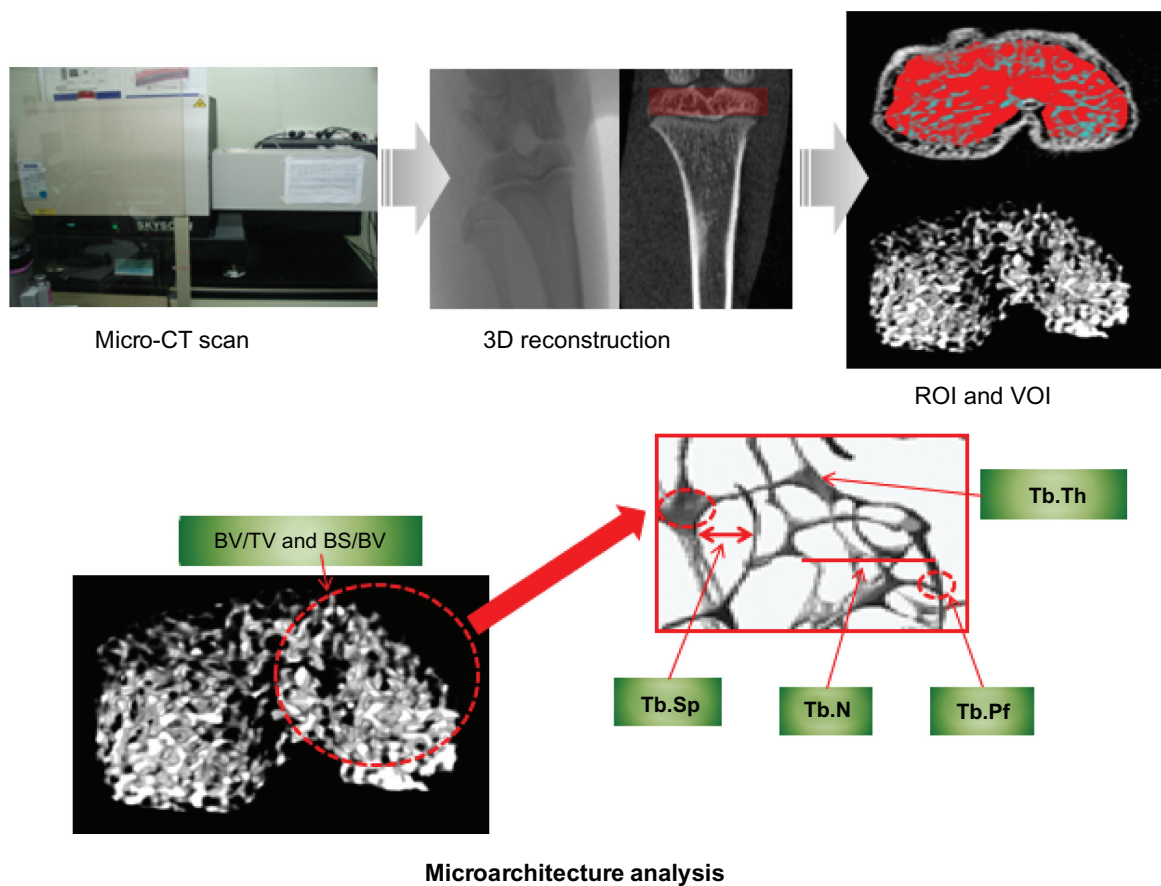 SKYSCAN
Micro-CT scan
3D reconstruction
ROI and VOI
BV/TV and BS/BV
Tb.Th
Tb.Sp
Tb.N
Tb.Pf
Microarchitecture analysis